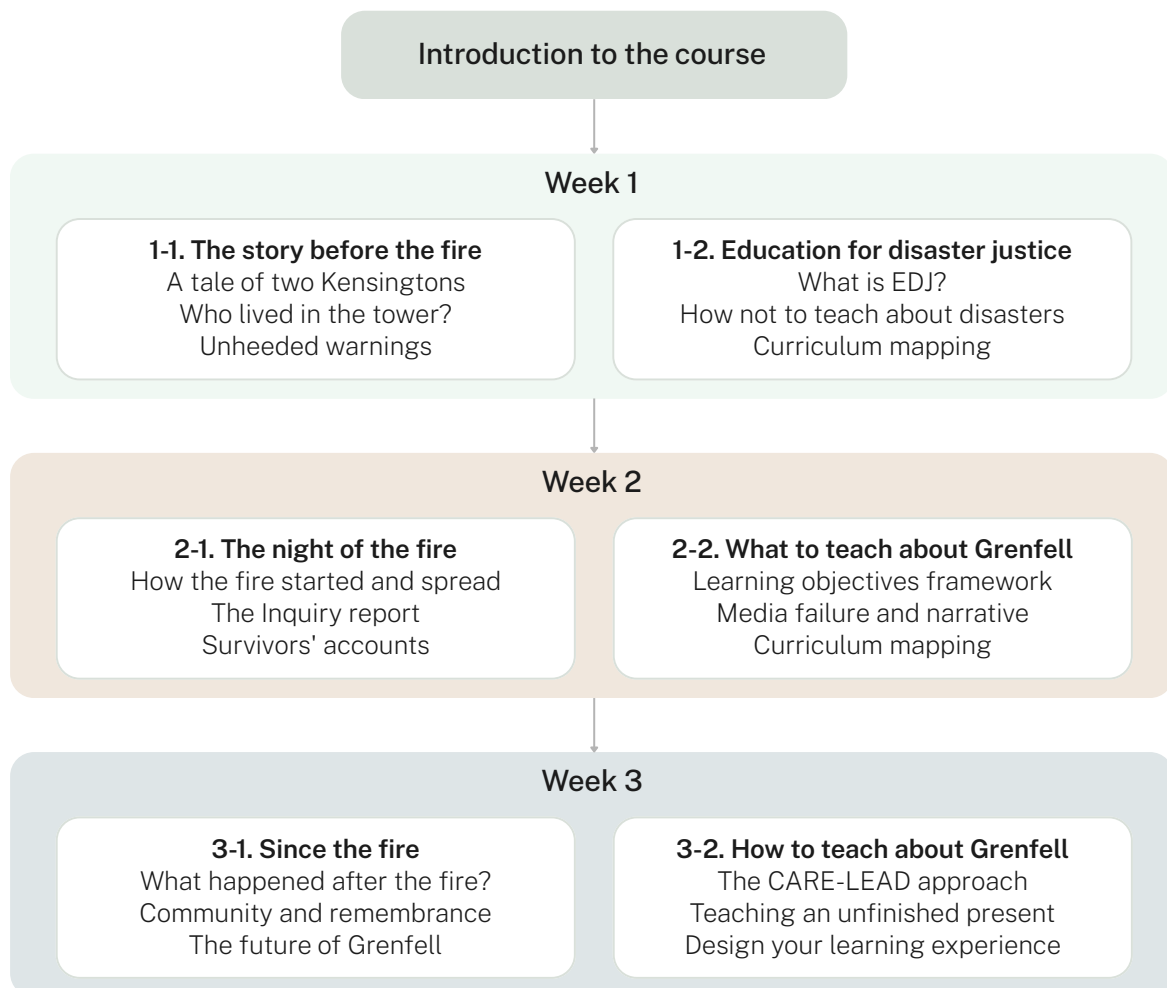 Introduction to the course
Week 1
1-1. The story before the fire
A tale of two Kensingtons
Who lived in the tower?
Unheeded warnings
1-2. Education for disaster justice
What is EDJ?
How not to teach about disasters
Curriculum mapping
Week 2
2-1. The night of the fire
How the fire started and spread
The Inquiry report
Survivors' accounts
2-2. What to teach about Grenfell
Learning objectives framework
Media failure and narrative
Curriculum mapping
Week 3
3-1. Since the fire
What happened after the fire?
Community and remembrance
The future of Grenfell
3-2. How to teach about Grenfell
The CARE-LEAD approach
Teaching an unfinished present
Design your learning experience